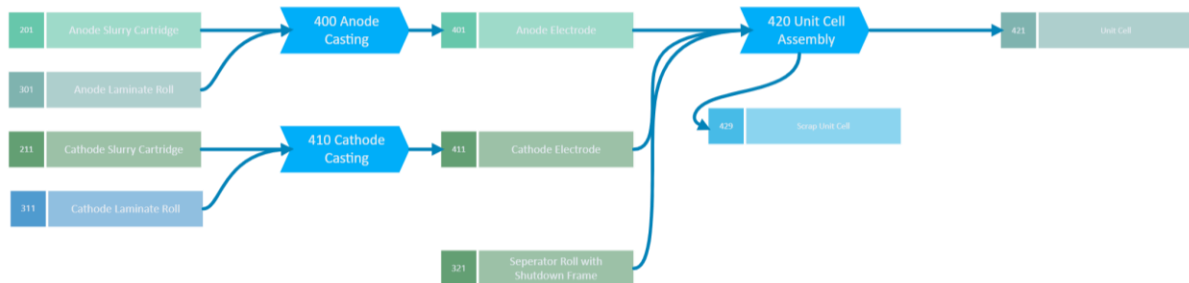 201 Anode Slurry Cartridge
400 Anode
Casting
401 Anode Electrode
420 Unit Cell
Assembly
421 Unit Cell
301 Anode Laminate Roll
429 Scrap Unit Cell
211 Cathode Slurry Cartridge
410 Cathode
Casting
411 Cathode Electrode
311 Cathode Laminate Roll
321 Seperator Roll with
Shutdown Frame